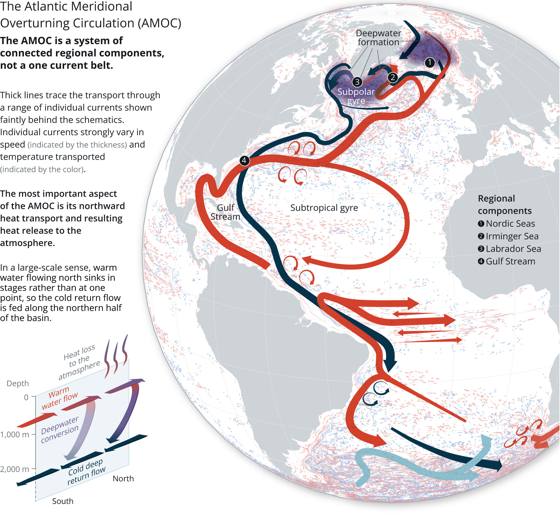 The Atlantic Meridional
Overturning Circulation (AMOC)
The AMOC is a system of
connected regional components,
not a one current belt.
Thick lines trace the transport through
a range of individual currents shown
faintly behind the schematics.
Individual currents strongly vary in
speed (indicated by the thickness) and
temperature transported
(indicated by the color).
The most important aspect
of the AMOC is its northward
heat transport and resulting
heat release to the
atmosphere.
In a large-scale sense, warm
water flowing north sinks in
stages rather than at one
point, so the cold return flow
is fed along the northern half
of the basin.
Heat loss
to the
atmosphere
Depth
0
1,000 m
2,000 m
Warm
water flow
Deepwater
conversion
Cold deep
return flow
South
North
Deepwater
formation
1
2
3
Subpolar
gyre
4
Gulf
Stream
Subtropical gyre
Regional
components
1 Nordic Seas
2 Irminger Sea
3 Labrador Sea
4 Gulf Stream